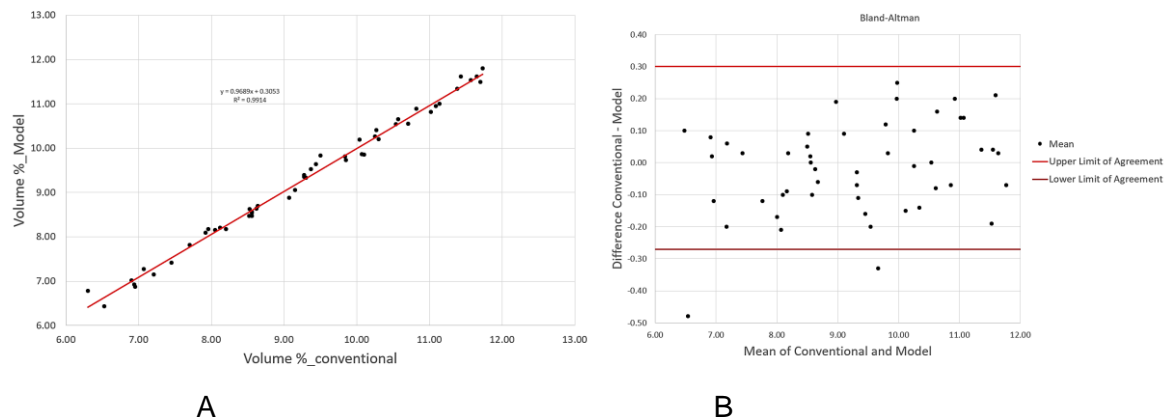 13.00
12.00
11.00
10.00
9.00
8.00
7.00
6.00
Volume %_Model
y = 0.9689x + 0.3053
R² = 0.9914
6.00 7.00 8.00 9.00 10.00 11.00 12.00 13.00
Volume %_conventional
A
Bland-Altman
0.40
0.30
0.20
0.10
0.00
-0.10
-0.20
-0.30
-0.40
-0.50
Difference Conventional - Model
6.00 7.00 8.00 9.00 10.00 11.00 12.00
Mean of Conventional and Model
Mean
Upper Limit of Agreement
Lower Limit of Agreement
B